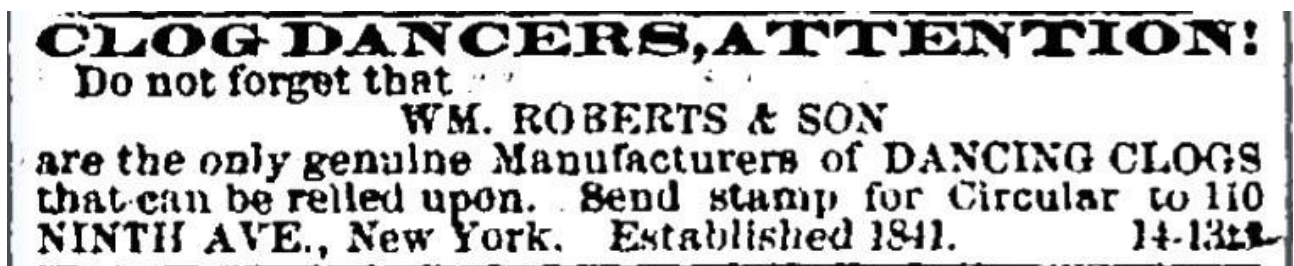 CLOG DANCERS, ATTENTION!
Do not forget that
WM. ROBERTS & SON
are the only genuine Manufacturers of DANCING CLOGS
that can be relied upon. Send stamp for Circular to 110
NINTH AVE., New York. Established 1841.